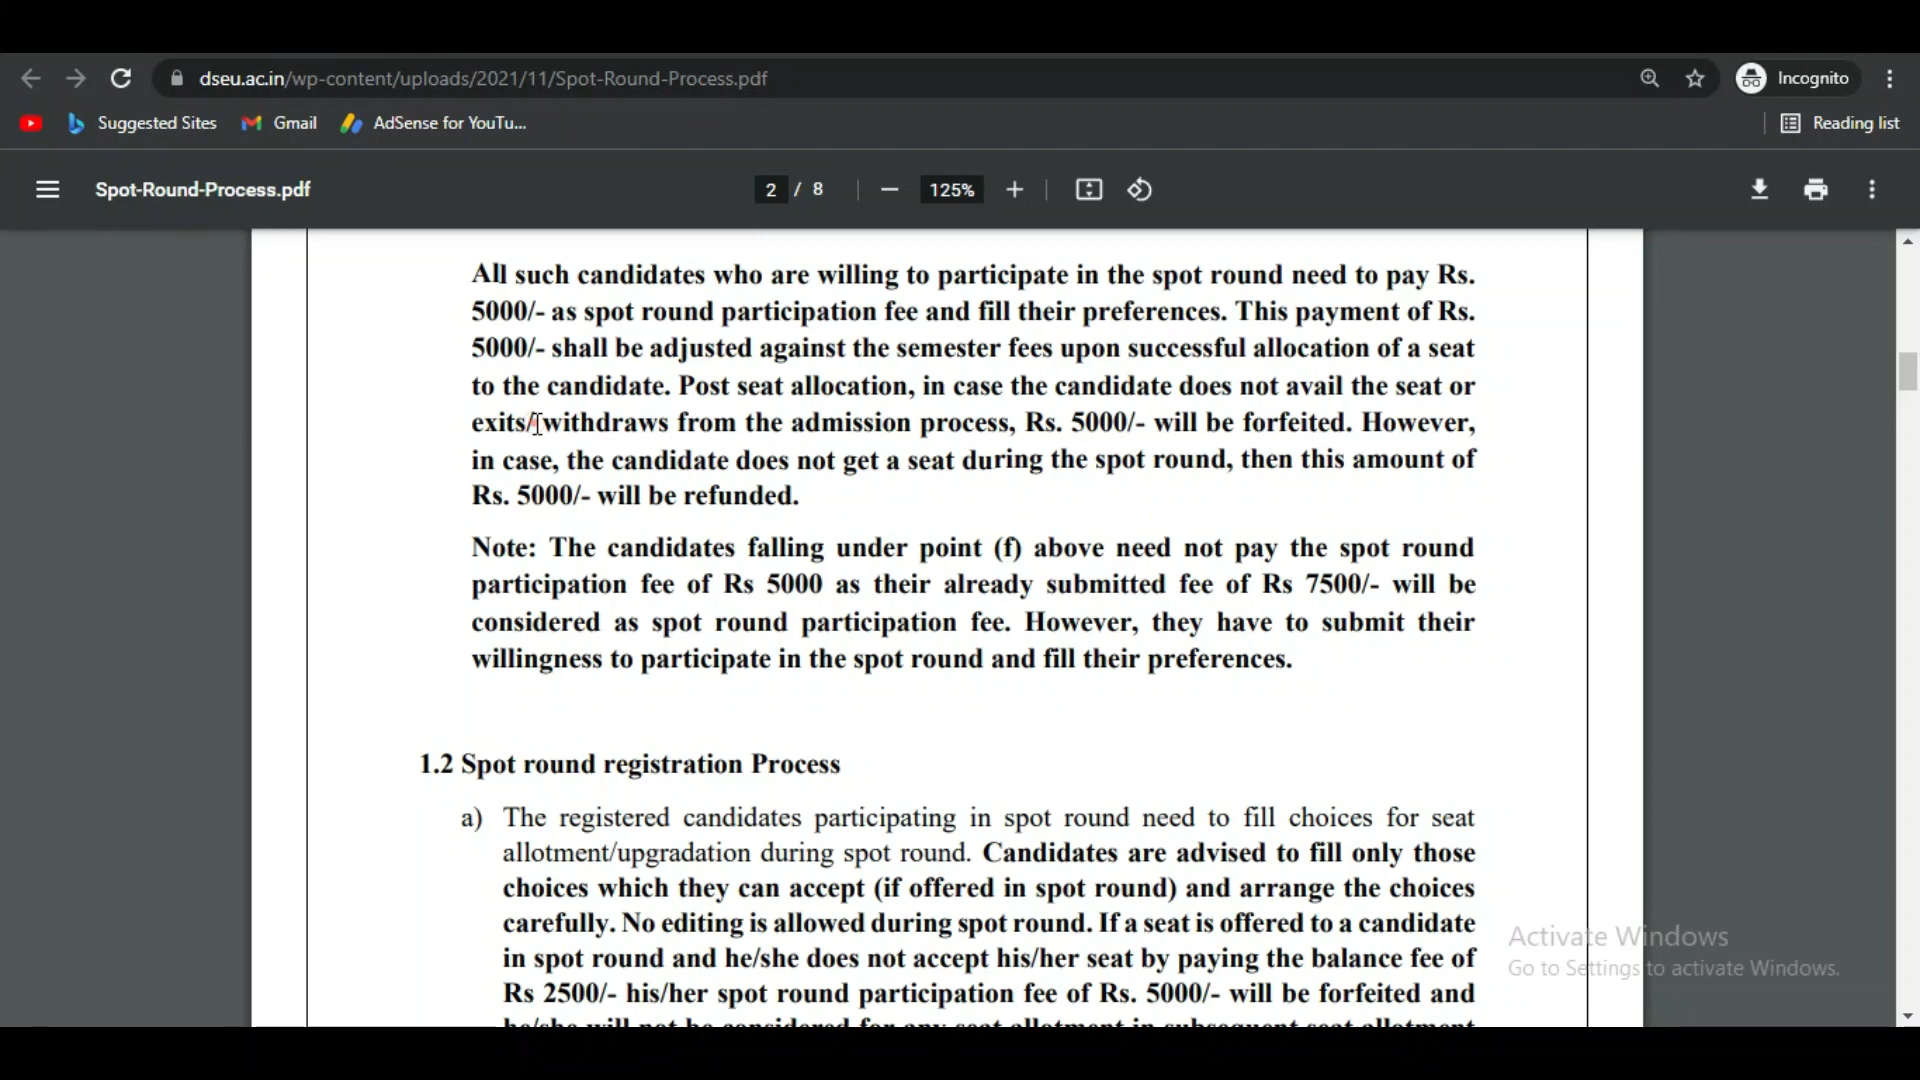 dseu.ac.in/wp-content/uploads/2021/11/Spot-Round-Process.pdf
Incognito
Suggested Sites
Gmail
AdSense for YouTu...
Reading list
Spot-Round-Process.pdf
2 / 8
125%
All such candidates who are willing to participate in the spot round need to pay Rs.
5000/- as spot round participation fee and fill their preferences. This payment of Rs.
5000/- shall be adjusted against the semester fees upon successful allocation of a seat
to the candidate. Post seat allocation, in case the candidate does not avail the seat or
exits/withdraws from the admission process, Rs. 5000/- will be forfeited. However,
in case, the candidate does not get a seat during the spot round, then this amount of
Rs. 5000/- will be refunded.
Note: The candidates falling under point (f) above need not pay the spot round
participation fee of Rs 5000 as their already submitted fee of Rs 7500/- will be
considered as spot round participation fee. However, they have to submit their
willingness to participate in the spot round and fill their preferences.
1.2 Spot round registration Process
a) The registered candidates participating in spot round need to fill choices for seat
allotment/upgradation during spot round. Candidates are advised to fill only those
choices which they can accept (if offered in spot round) and arrange the choices
carefully. No editing is allowed during spot round. If a seat is offered to a candidate
in spot round and he/she does not accept his/her seat by paying the balance fee of
Rs 2500/- his/her spot round participation fee of Rs. 5000/- will be forfeited and
he/she will not be considered for any seat allotment in subsequent seat allotment
Activate Windows
Go to Settings to activate Windows.